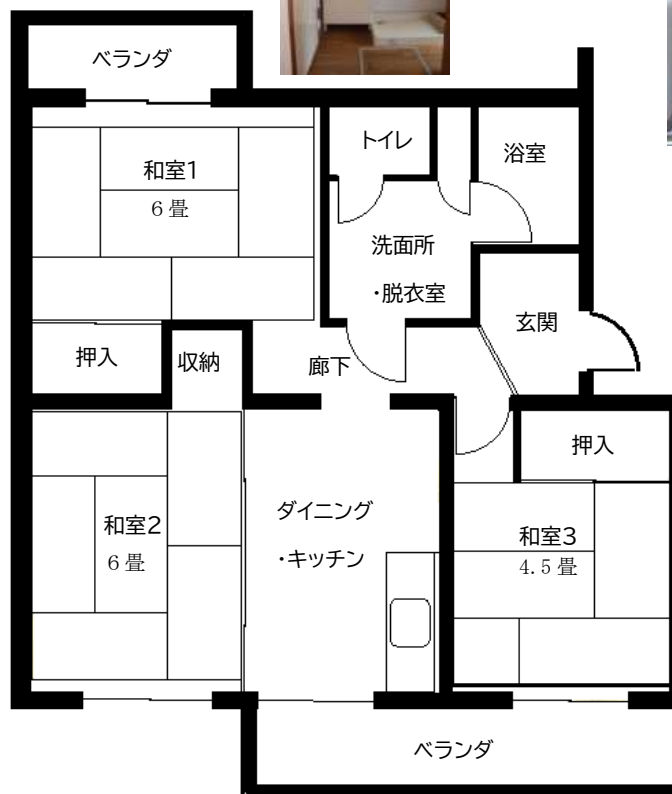 ベランダ
和室1
6 畳
トイレ
浴室
洗面所
・脱衣室
玄関
押入
収納
廊下
押入
和室2
6 畳
ダイニング
・キッチン
和室3
4.5 畳
ベランダ